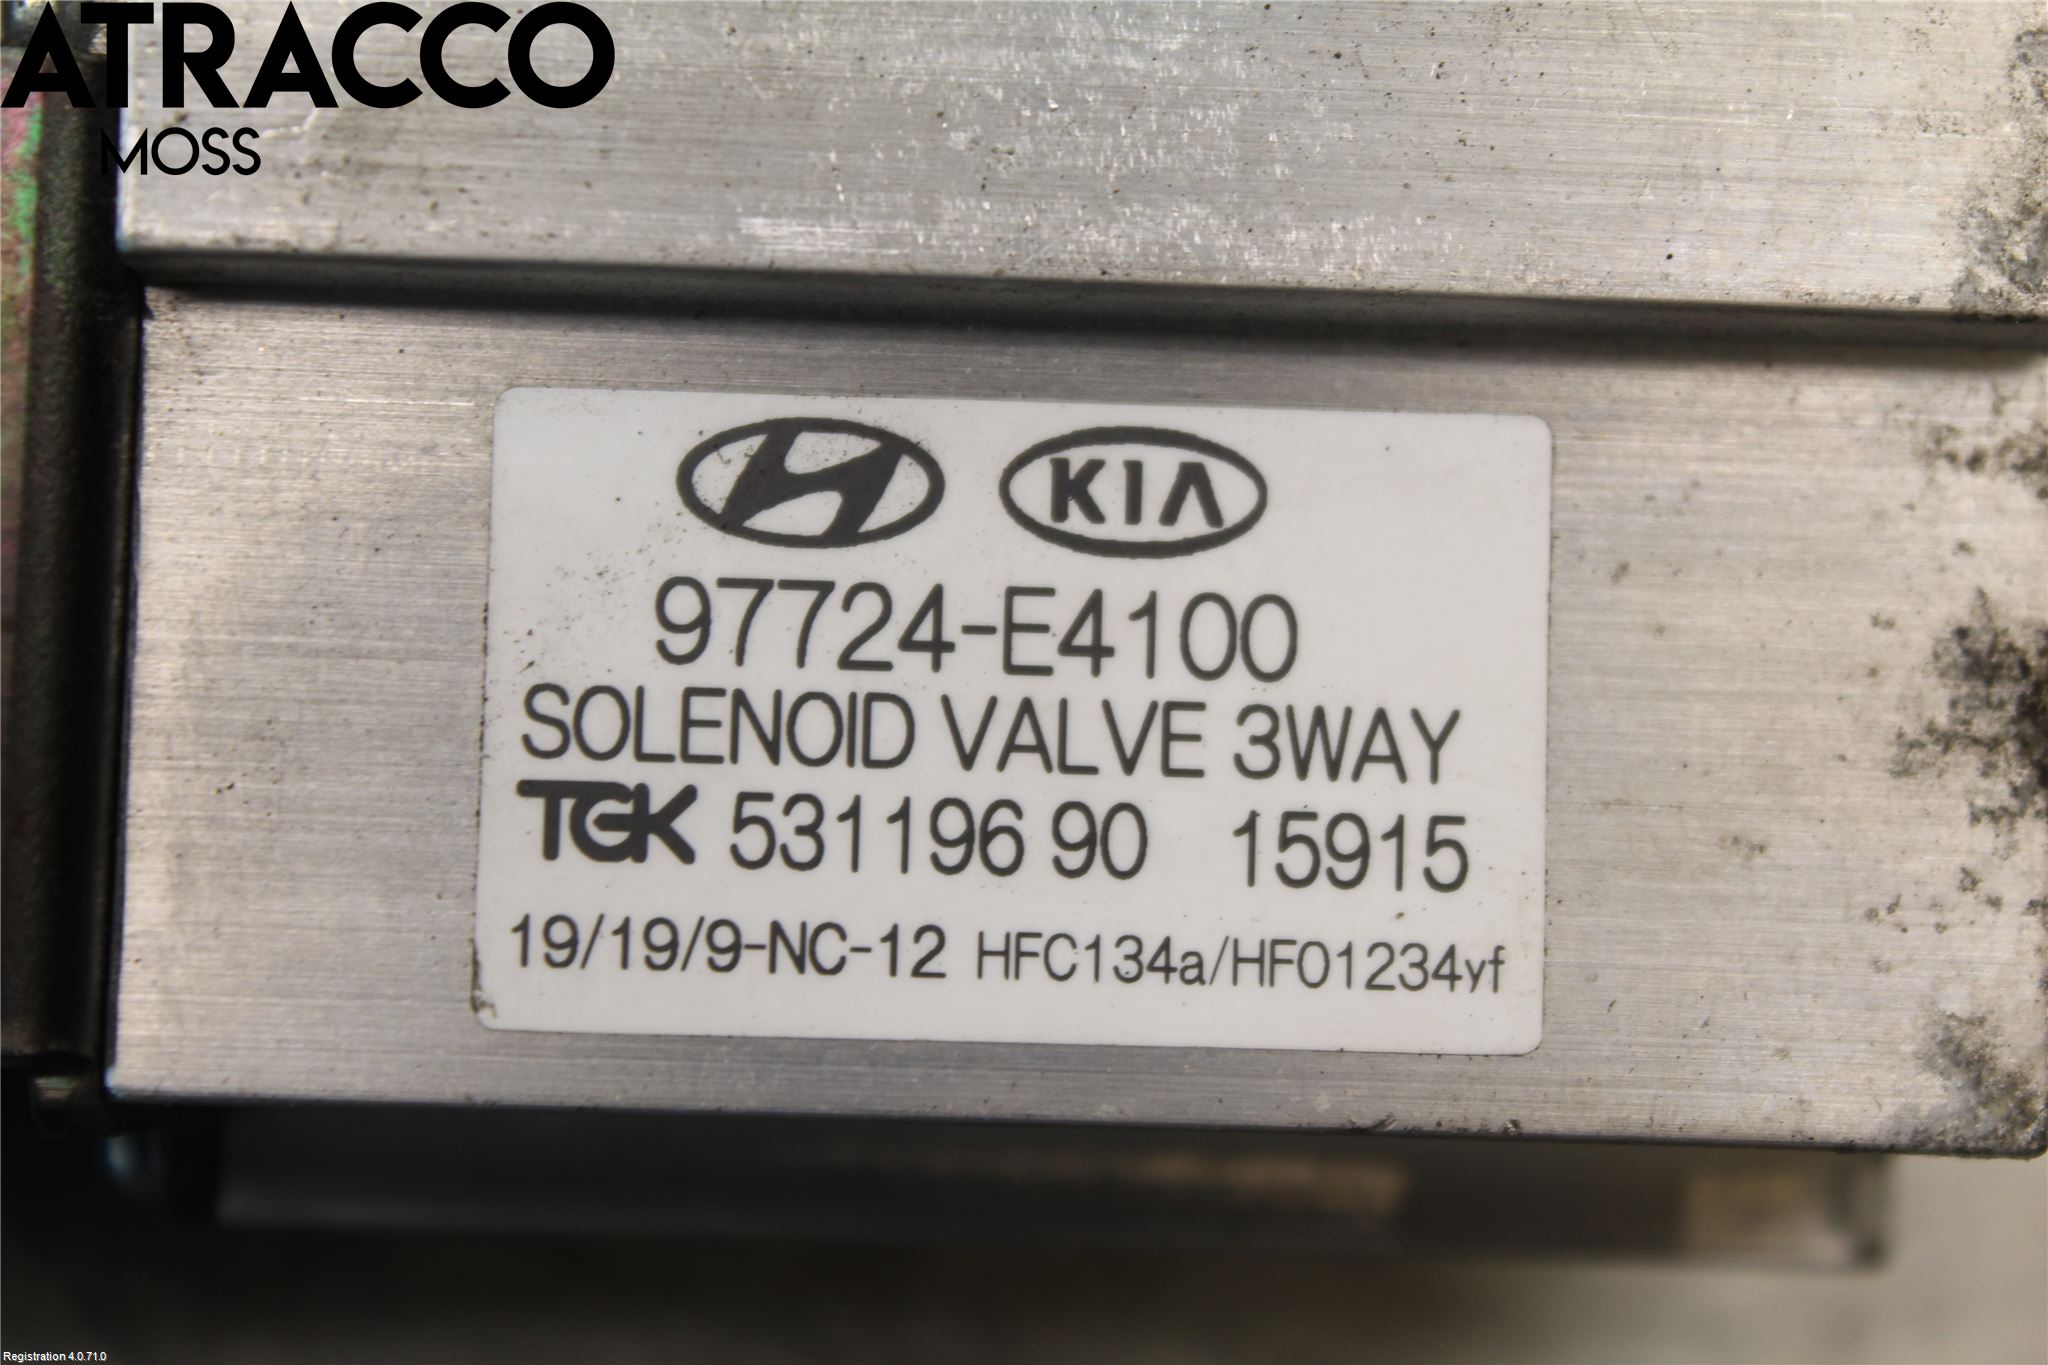 ATRACCO
MOSS
KIA
97724-E4100
SOLENOID VALVE 3WAY
TGK 531196 90 15915
19/19/9-NC-12 HFC134a/HFO1234yf
Registration 4.0.71.0